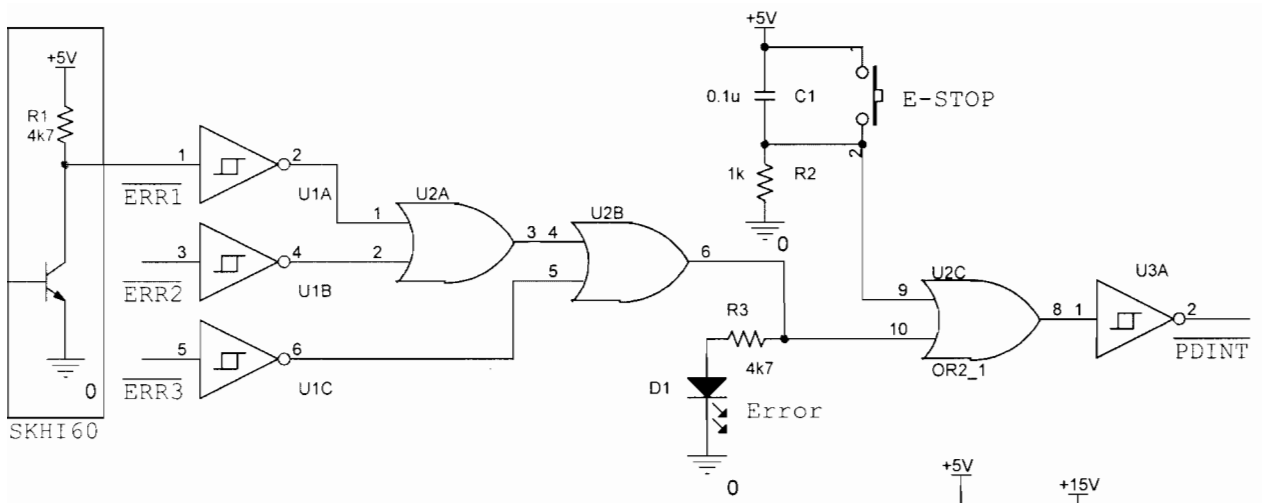 +5V
+5V
R1
4k7
0.1u
C1
E-STOP
2
1k
R2
0
1
2
U1A
ERR1
U2A
1
2
3
4
U2B
5
6
3
4
U1B
ERR2
5
6
U1C
ERR3
0
SKHI60
R3
4k7
D1
Error
0
U2C
9
10
8
OR2_1
U3A
1
2
PDINT
+5V
+15V